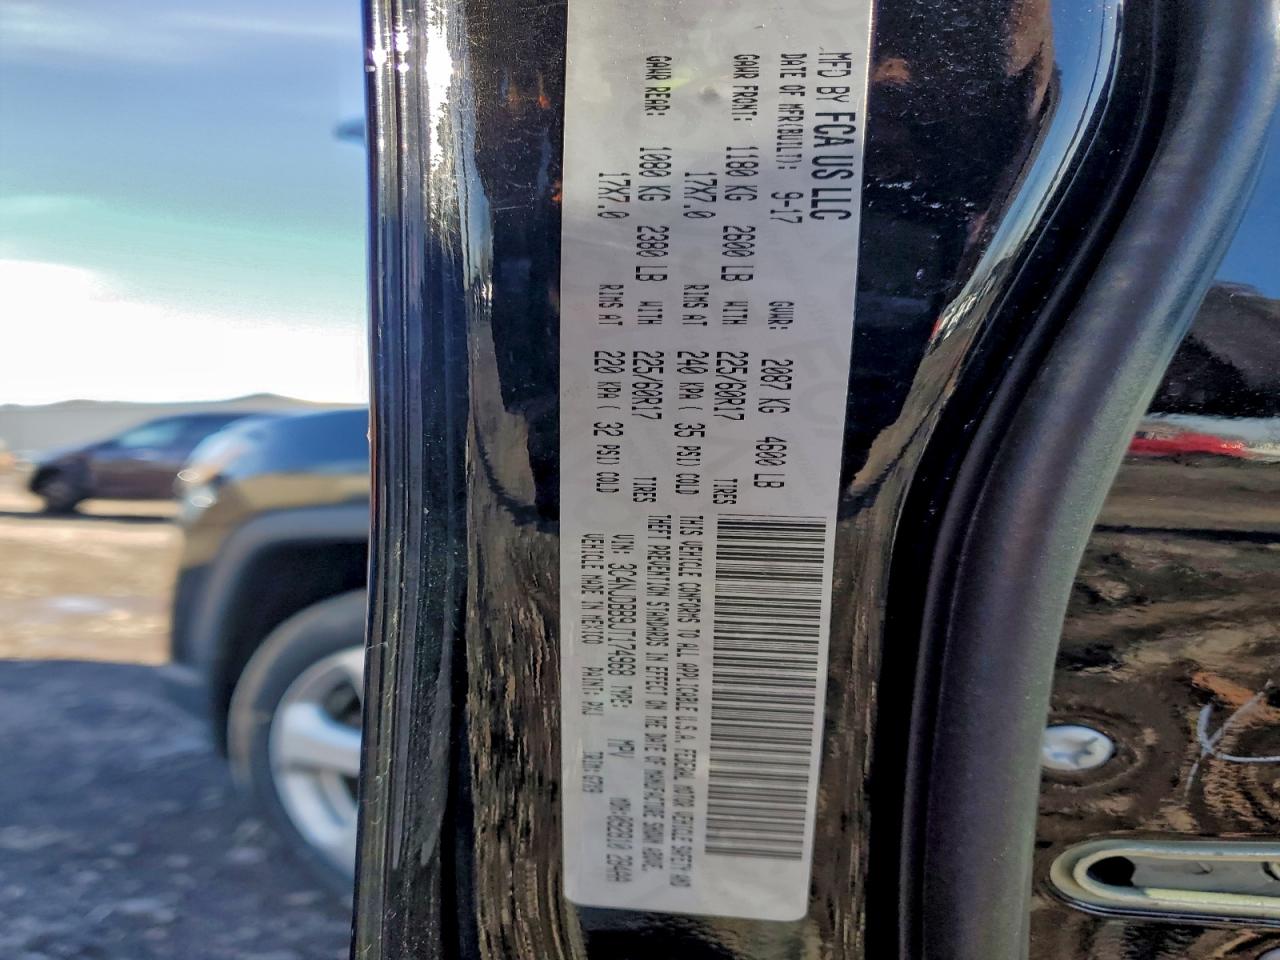 MFD BY FCA US LLC
DATE OF MFR(BUILT): 9-17 GVWR: 2087 KG 4600 LB
GAWR FRONT: 1180 KG 2600 LB WITH 225/60R17 TIRES
17X7.0 RIMS AT 240 KPA ( 35 PSI) COLD
GAWR REAR: 1080 KG 2380 LB WITH 225/60R17 TIRES
17X7.0 RIMS AT 220 KPA ( 32 PSI) COLD
THIS VEHICLE CONFORMS TO ALL APPLICABLE U.S.A. FEDERAL MOTOR VEHICLE SAFETY AND
THEFT PREVENTION STANDARDS IN EFFECT ON THE DATE OF MANUFACTURE SHOWN ABOVE.
VIN: 3C4NJDBB9JT174968 TYPE: MPV
VEHICLE MADE IN MEXICO PAINT: PXJ TRIM: